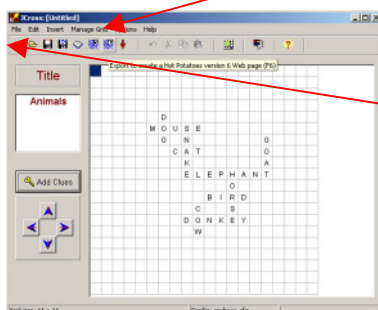 JCross: [Untitled]
File Edit Insert Manage Grid Options Help
Export to create a Hot Potatoes version 6 Web page (F6)
Title
Animals
D
M O U S E
G N G
C A T O
K A
E L E P H A N T
O
B I R D
C S
D O N K E Y
W
Add Clues